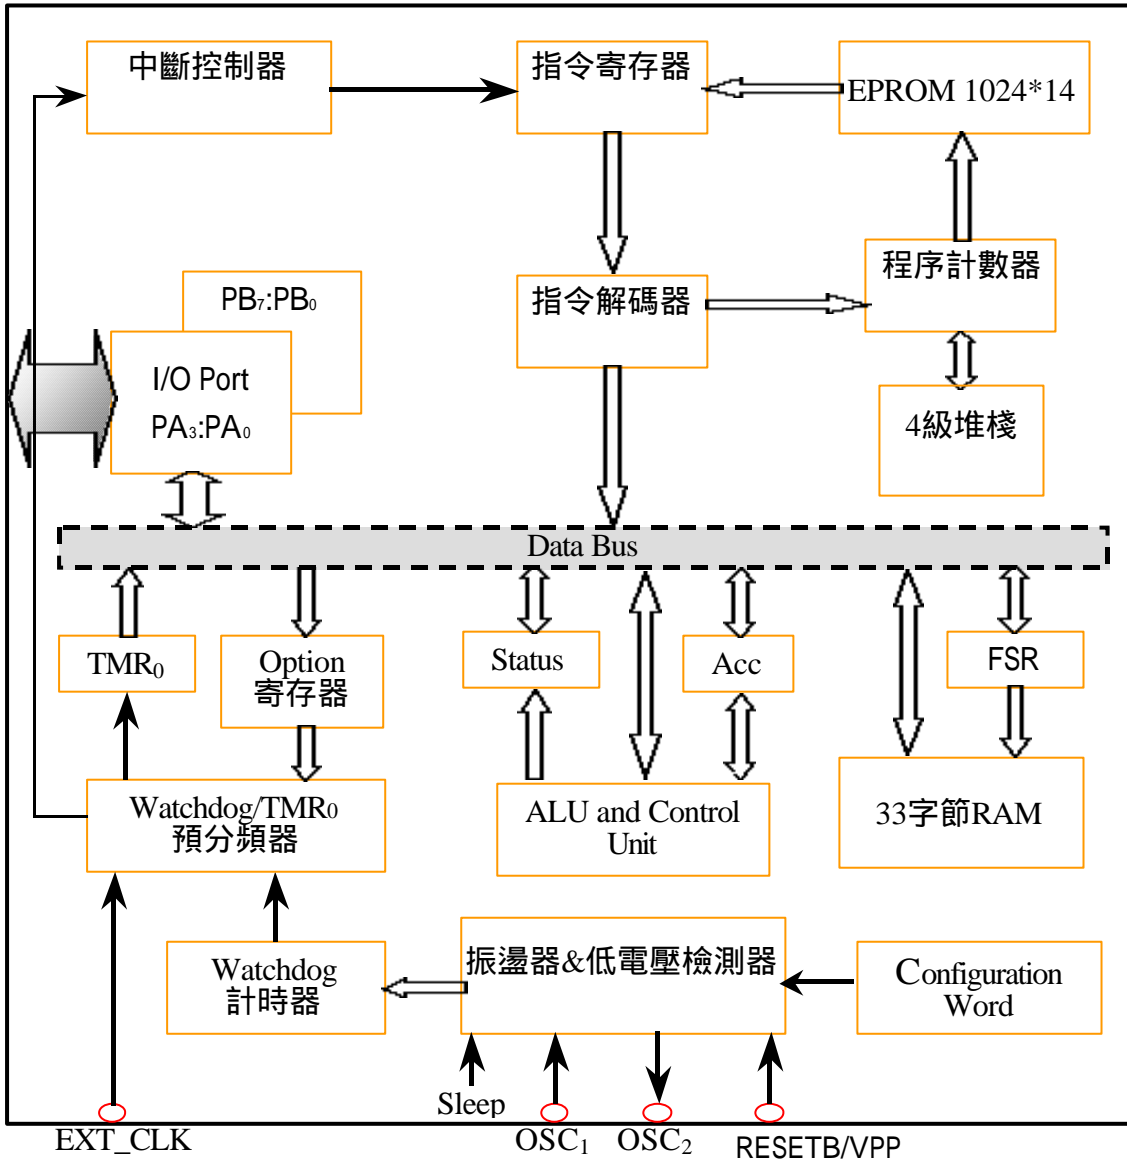 中斷控制器
指令寄存器
EPROM 1024*14
程序計數器
指令解碼器
PB7:PB0
I/O Port
PA3:PA0
4級堆棧
Data Bus
TMR0
Option
寄存器
Status
Acc
FSR
Watchdog/TMR0
預分頻器
ALU and Control
Unit
33字節RAM
Watchdog
計時器
振盪器&低電壓檢測器
Configuration
Word
Sleep
EXT_CLK
OSC1
OSC2
RESETB/VPP